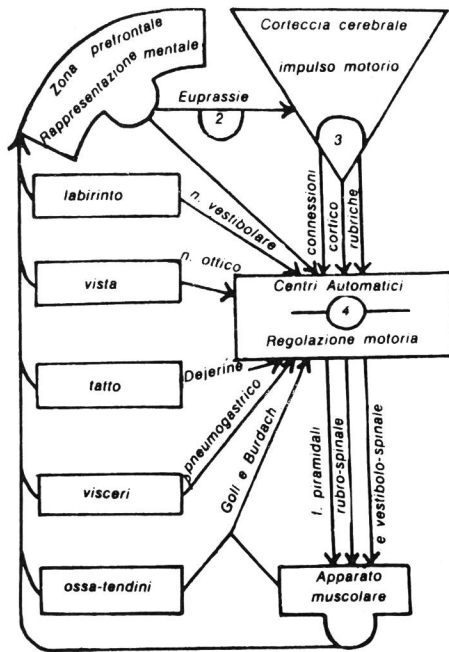 Zona prefrontale
Rappresentazione mentale
Corteccia cerebrale
impulso motorio
Euprassie
2
3
connessioni
cortico
rubriche
labirinto
n. vestibolare
vista
n. ottico
Centri Automatici
4
Regolazione motoria
tatto
Dejerine
visceri
pneumogastrico
Goll e Burdach
f. piramidali
rubro-spinale
e vestibolo-spinale
ossa-tendini
Apparato
muscolare